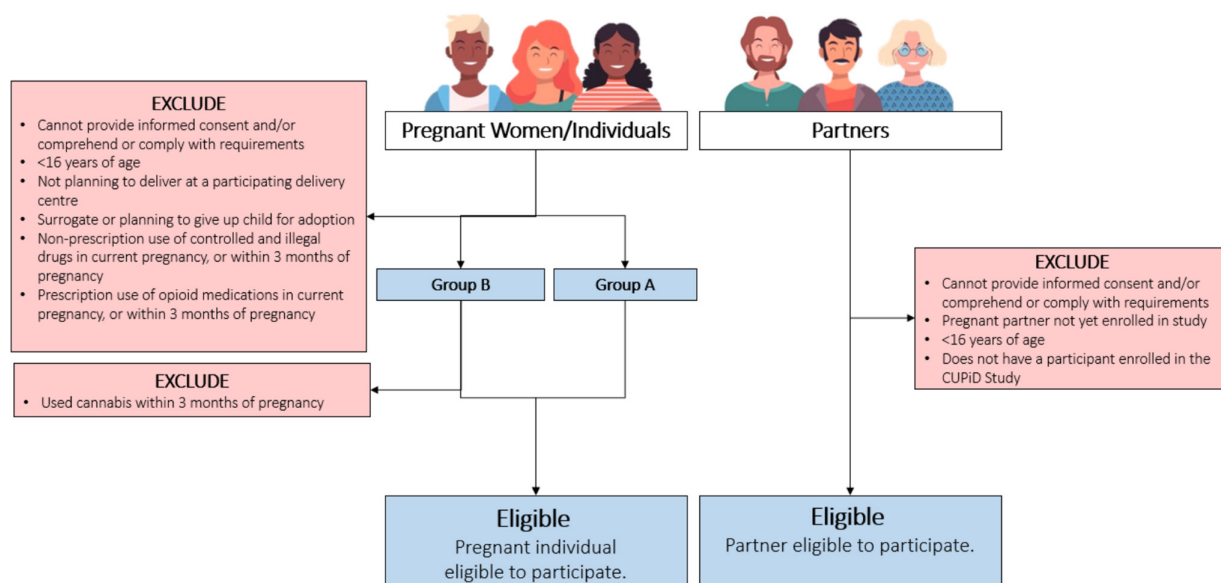 Pregnant Women/Individuals
Partners
EXCLUDE
• Cannot provide informed consent and/or
comprehend or comply with requirements
• <16 years of age
• Not planning to deliver at a participating delivery
centre
• Surrogate or planning to give up child for adoption
• Non-prescription use of controlled and illegal
drugs in current pregnancy, or within 3 months of
pregnancy
• Prescription use of opioid medications in current
pregnancy, or within 3 months of pregnancy
Group B
Group A
EXCLUDE
• Cannot provide informed consent and/or
comprehend or comply with requirements
• Pregnant partner not yet enrolled in study
• <16 years of age
• Does not have a participant enrolled in the
CUPiD Study
EXCLUDE
• Used cannabis within 3 months of pregnancy
Eligible
Pregnant individual
eligible to participate.
Eligible
Partner eligible to participate.